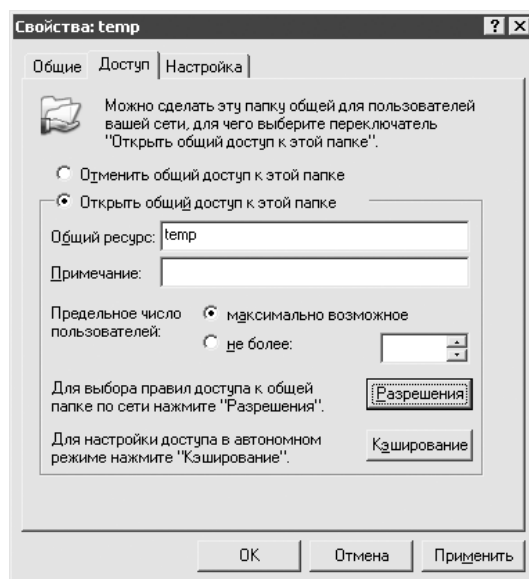 Свойства: temp
Общие Доступ Настройка
Можно сделать эту папку общей для пользователей
вашей сети, для чего выберите переключатель
"Открыть общий доступ к этой папке".
Отменить общий доступ к этой папке
Открыть общий доступ к этой папке
Общий ресурс: temp
Примечание:
Предельное число
пользователей:
максимально возможное
не более:
Для выбора правил доступа к общей
папке по сети нажмите "Разрешения".
Разрешения
Для настройки доступа в автономном
режиме нажмите "Кэширование".
Кэширование
OK Отмена Применить